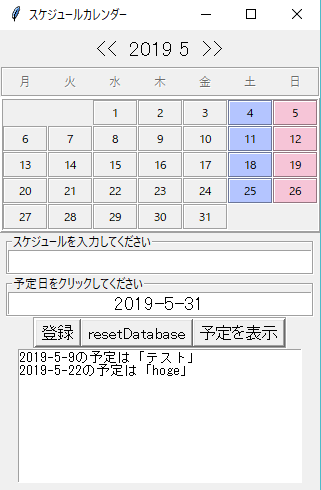 スケジュールカレンダー
<< 2019 5 >>
月 火 水 木 金 土 日
1 2 3 4 5
6 7 8 9 10 11 12
13 14 15 16 17 18 19
20 21 22 23 24 25 26
27 28 29 30 31
スケジュールを入力してください
予定日をクリックしてください
2019-5-31
登録 resetDatabase 予定を表示
2019-5-9の予定は「テスト」
2019-5-22の予定は「hoge」